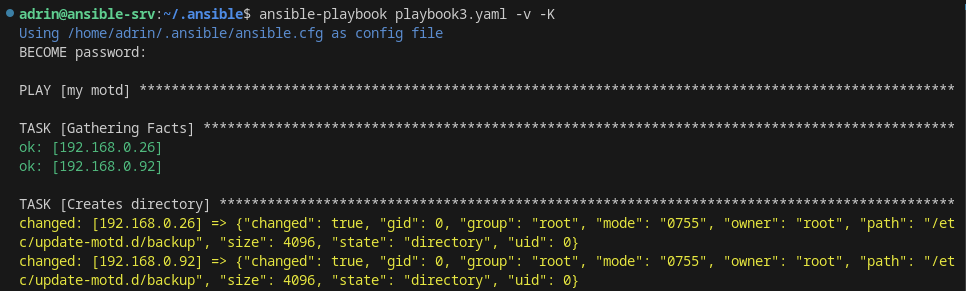 adrin@ansible-srv:~/.ansible$ ansible-playbook playbook3.yaml -v -K
Using /home/adrin/.ansible/ansible.cfg as config file
BECOME password:
PLAY [my motd] ******************************************************************************************************
TASK [Gathering Facts] **********************************************************************************************
ok: [192.168.0.26]
ok: [192.168.0.92]
TASK [Creates directory] ********************************************************************************************
changed: [192.168.0.26] => {"changed": true, "gid": 0, "group": "root", "mode": "0755", "owner": "root", "path": "/et
c/update-motd.d/backup", "size": 4096, "state": "directory", "uid": 0}
changed: [192.168.0.92] => {"changed": true, "gid": 0, "group": "root", "mode": "0755", "owner": "root", "path": "/et
c/update-motd.d/backup", "size": 4096, "state": "directory", "uid": 0}